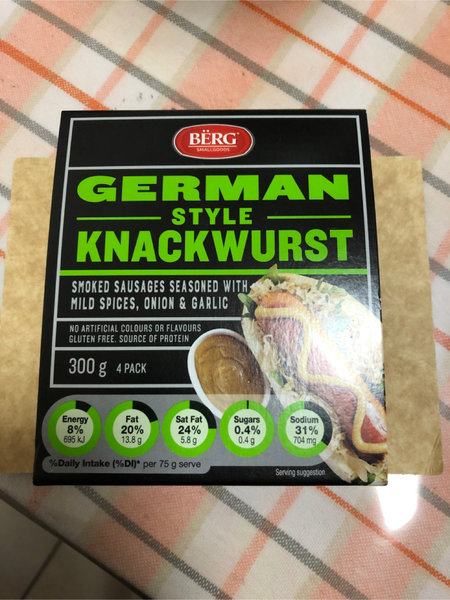 BËRG
SMALLGOODS
GERMAN
STYLE
KNACKWURST
SMOKED SAUSAGES SEASONED WITH
MILD SPICES, ONION & GARLIC
NO ARTIFICIAL COLOURS OR FLAVOURS
GLUTEN FREE. SOURCE OF PROTEIN
300 g 4 PACK
Energy
8%
695 kJ
Fat
20%
13.8 g
Sat Fat
24%
5.8 g
Sugars
0.4%
0.4 g
Sodium
31%
704 mg
%Daily Intake (%DI)* per 75 g serve
Serving suggestion